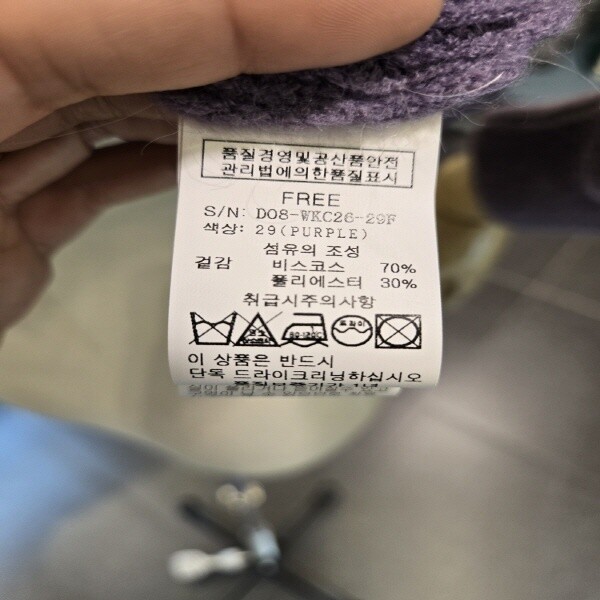 품질경영및공산품안전
관리법에의한품질표시
FREE
S/N: D08-WKC26-29F
색상: 29(PURPLE)
섬유의 조성
겉감 비스코스 70%
폴리에스터 30%
취급시주의사항
드라이
이 상품은 반드시
단독 드라이크리닝하십시오